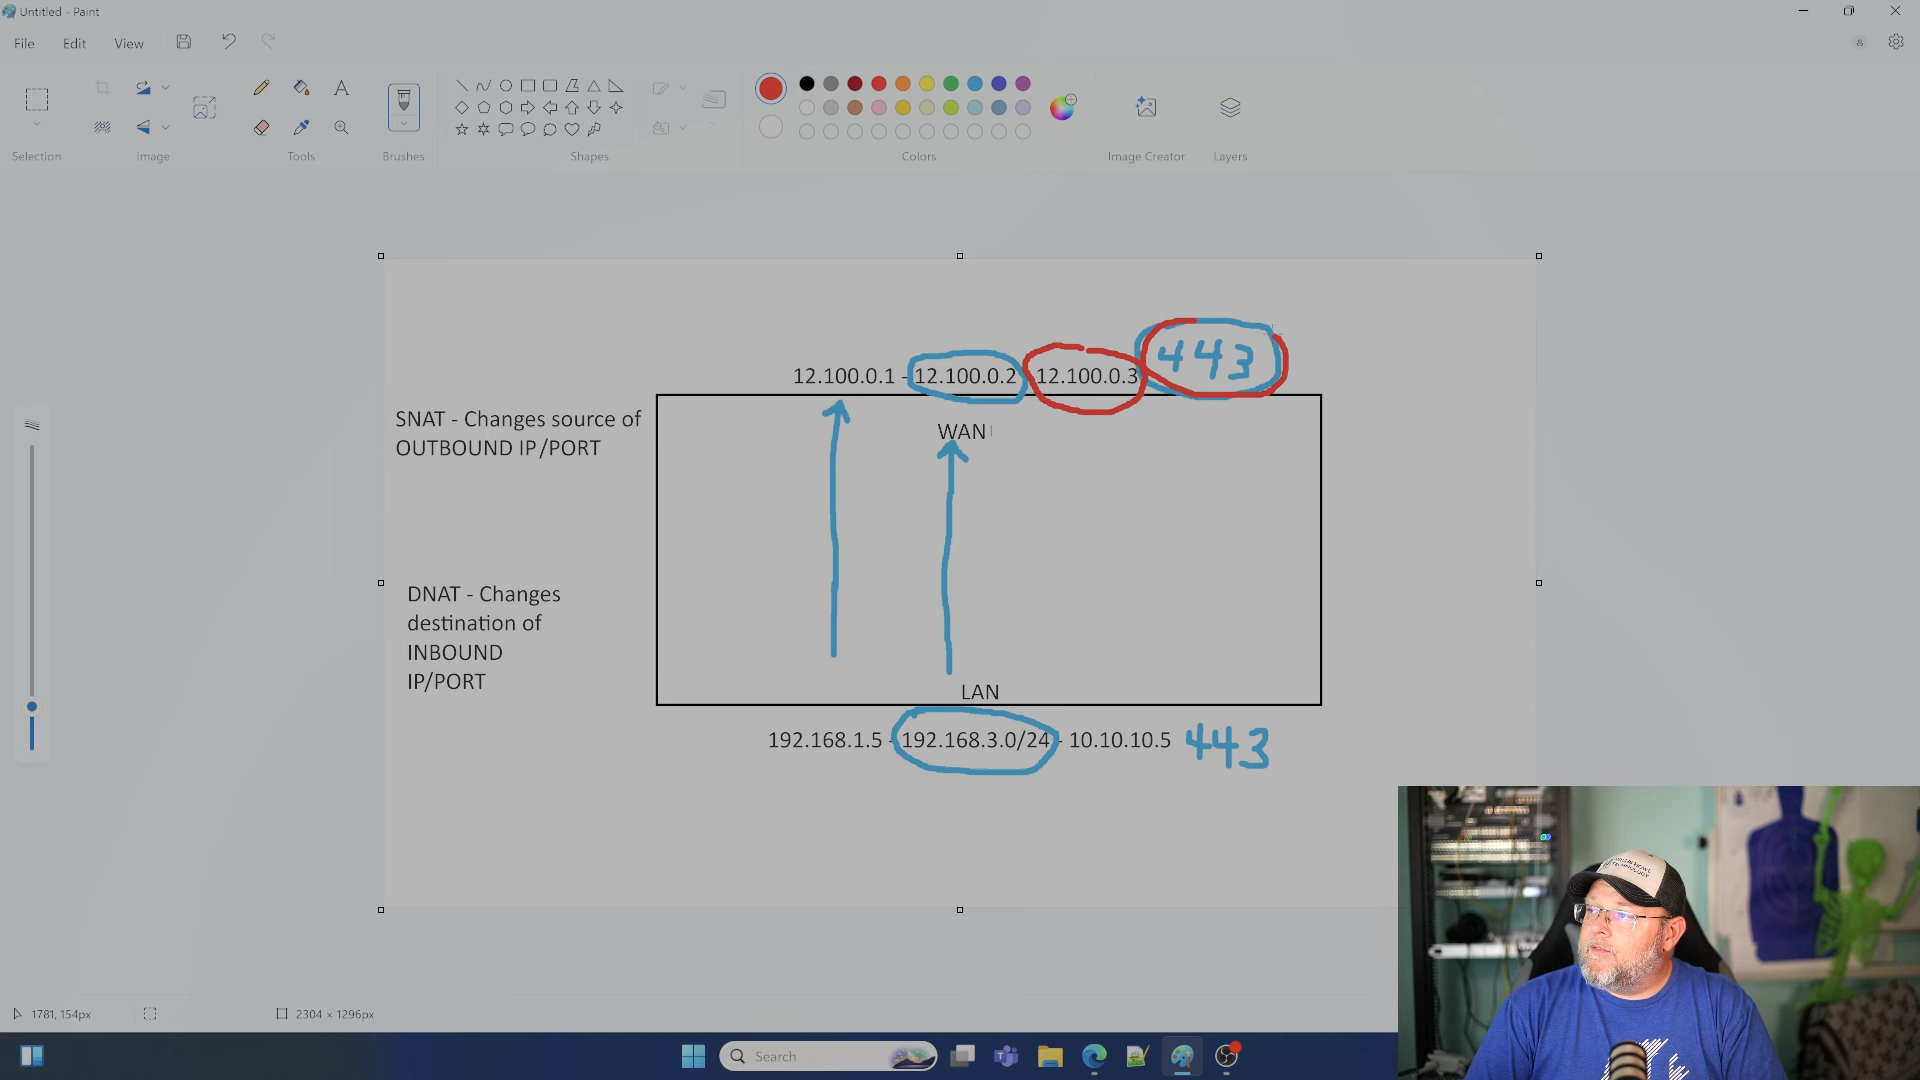 Untitled - Paint
File Edit View
Selection Image Tools Brushes Shapes Colors Image Creator Layers
443
12.100.0.1 - 12.100.0.2 12.100.0.3
SNAT - Changes source of
OUTBOUND IP/PORT
WAN
DNAT - Changes
destination of
INBOUND
IP/PORT
LAN
192.168.1.5 - 192.168.3.0/24 - 10.10.10.5 443
1781, 154px 2304 × 1296px
Search